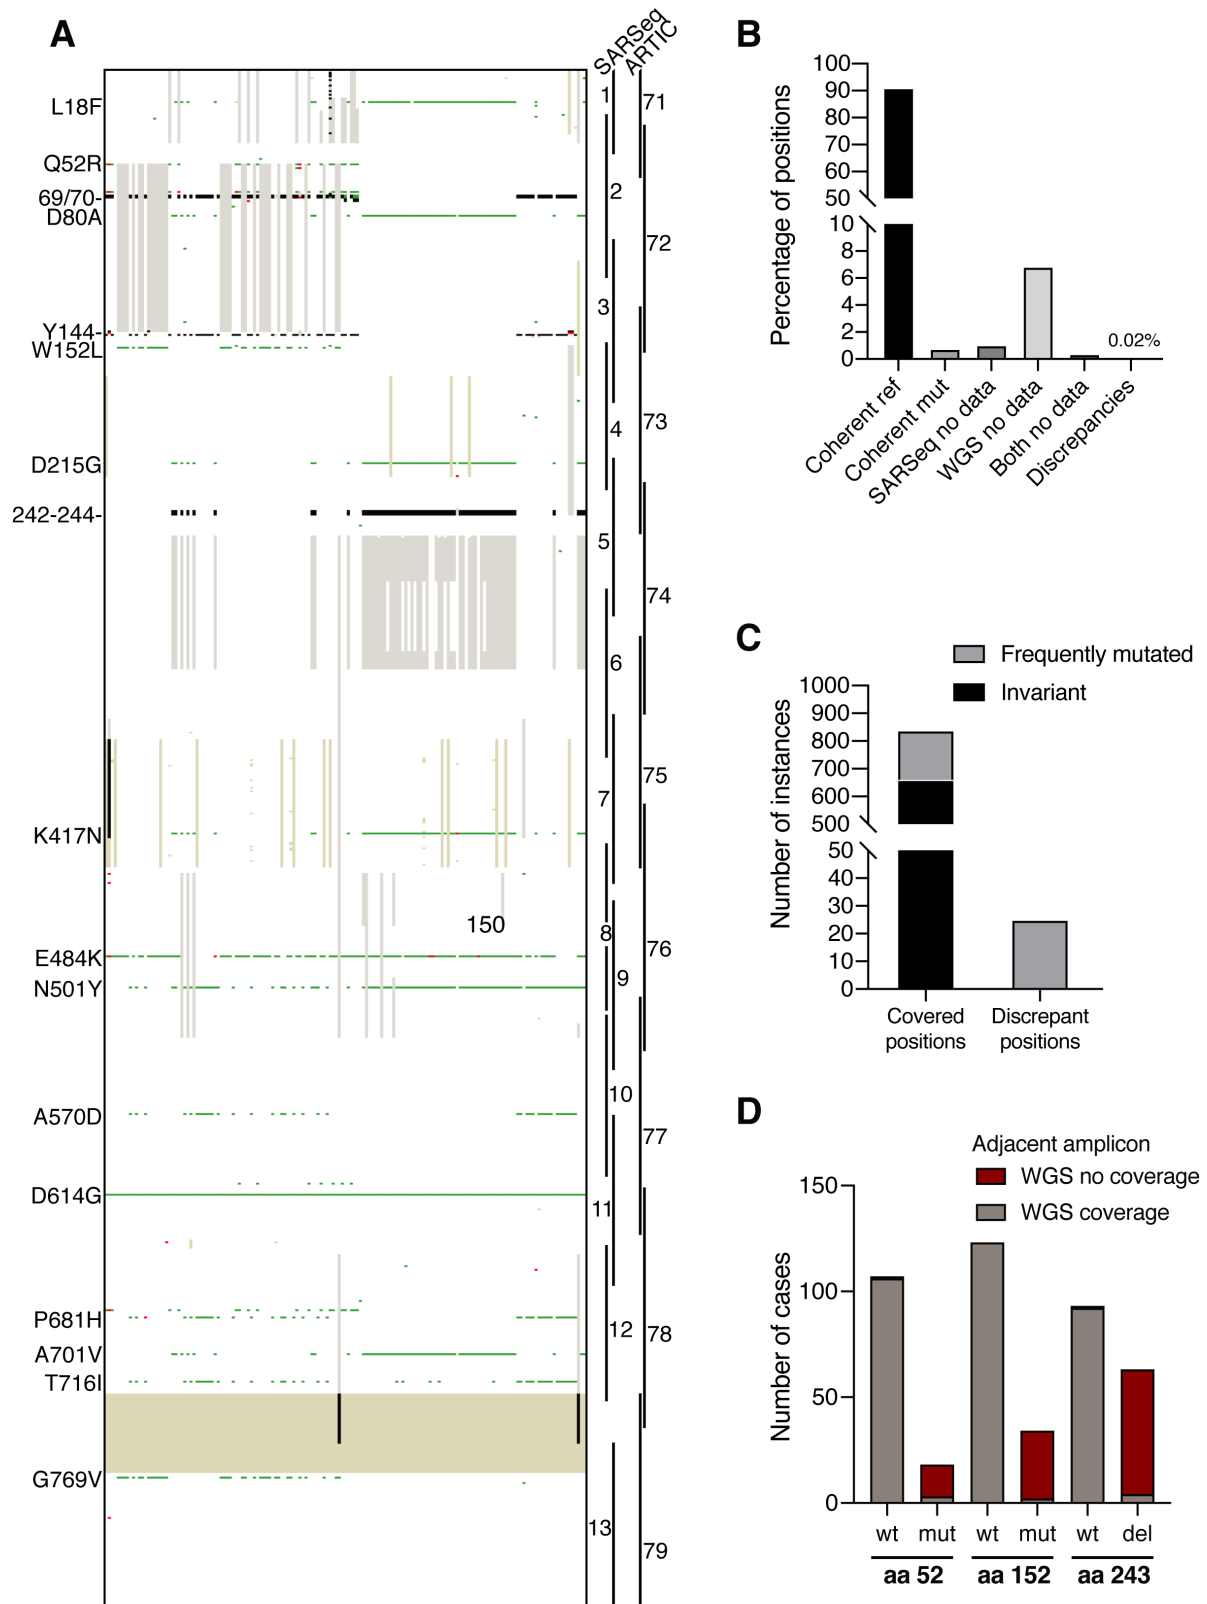 A
SARSeq
ARTIC
L18F
Q52R
69/70-
D80A
Y144-
W152L
D215G
242-244-
K417N
E484K
N501Y
A570D
D614G
P681H
A701V
T716I
G769V
150
1
2
3
4
5
6
7
8
9
10
11
12
13
71
72
73
74
75
76
77
78
79
B
Percentage of positions
100
90
80
70
60
50
10
8
6
4
2
0
0.02%
Coherent ref
Coherent mut
SARSeq no data
WGS no data
Both no data
Discrepancies
C
Frequently mutated
Invariant
Number of instances
1000
900
800
700
600
500
50
40
30
20
10
0
Covered positions
Discrepant positions
D
Adjacent amplicon
WGS no coverage
WGS coverage
Number of cases
150
100
50
0
wt mut wt mut wt del
aa 52 aa 152 aa 243